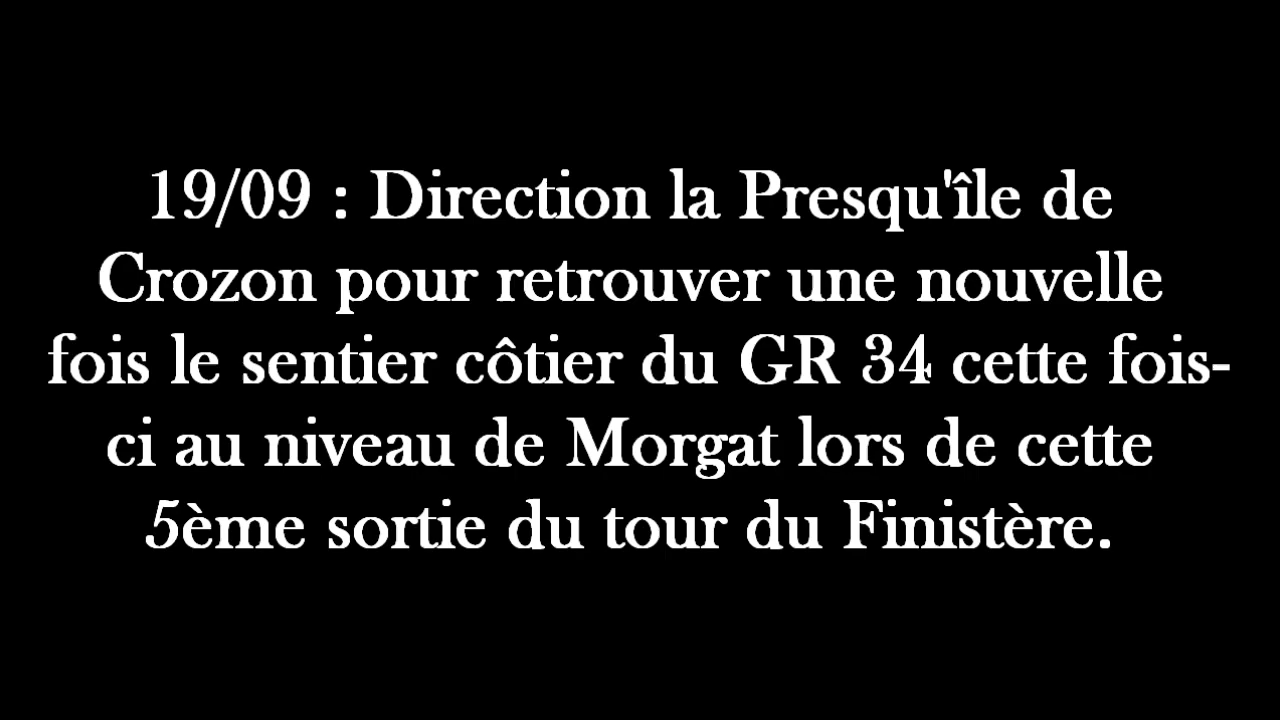 19/09 : Direction la Presqu'île de
Crozon pour retrouver une nouvelle
fois le sentier côtier du GR 34 cette fois-
ci au niveau de Morgat lors de cette
5ème sortie du tour du Finistère.